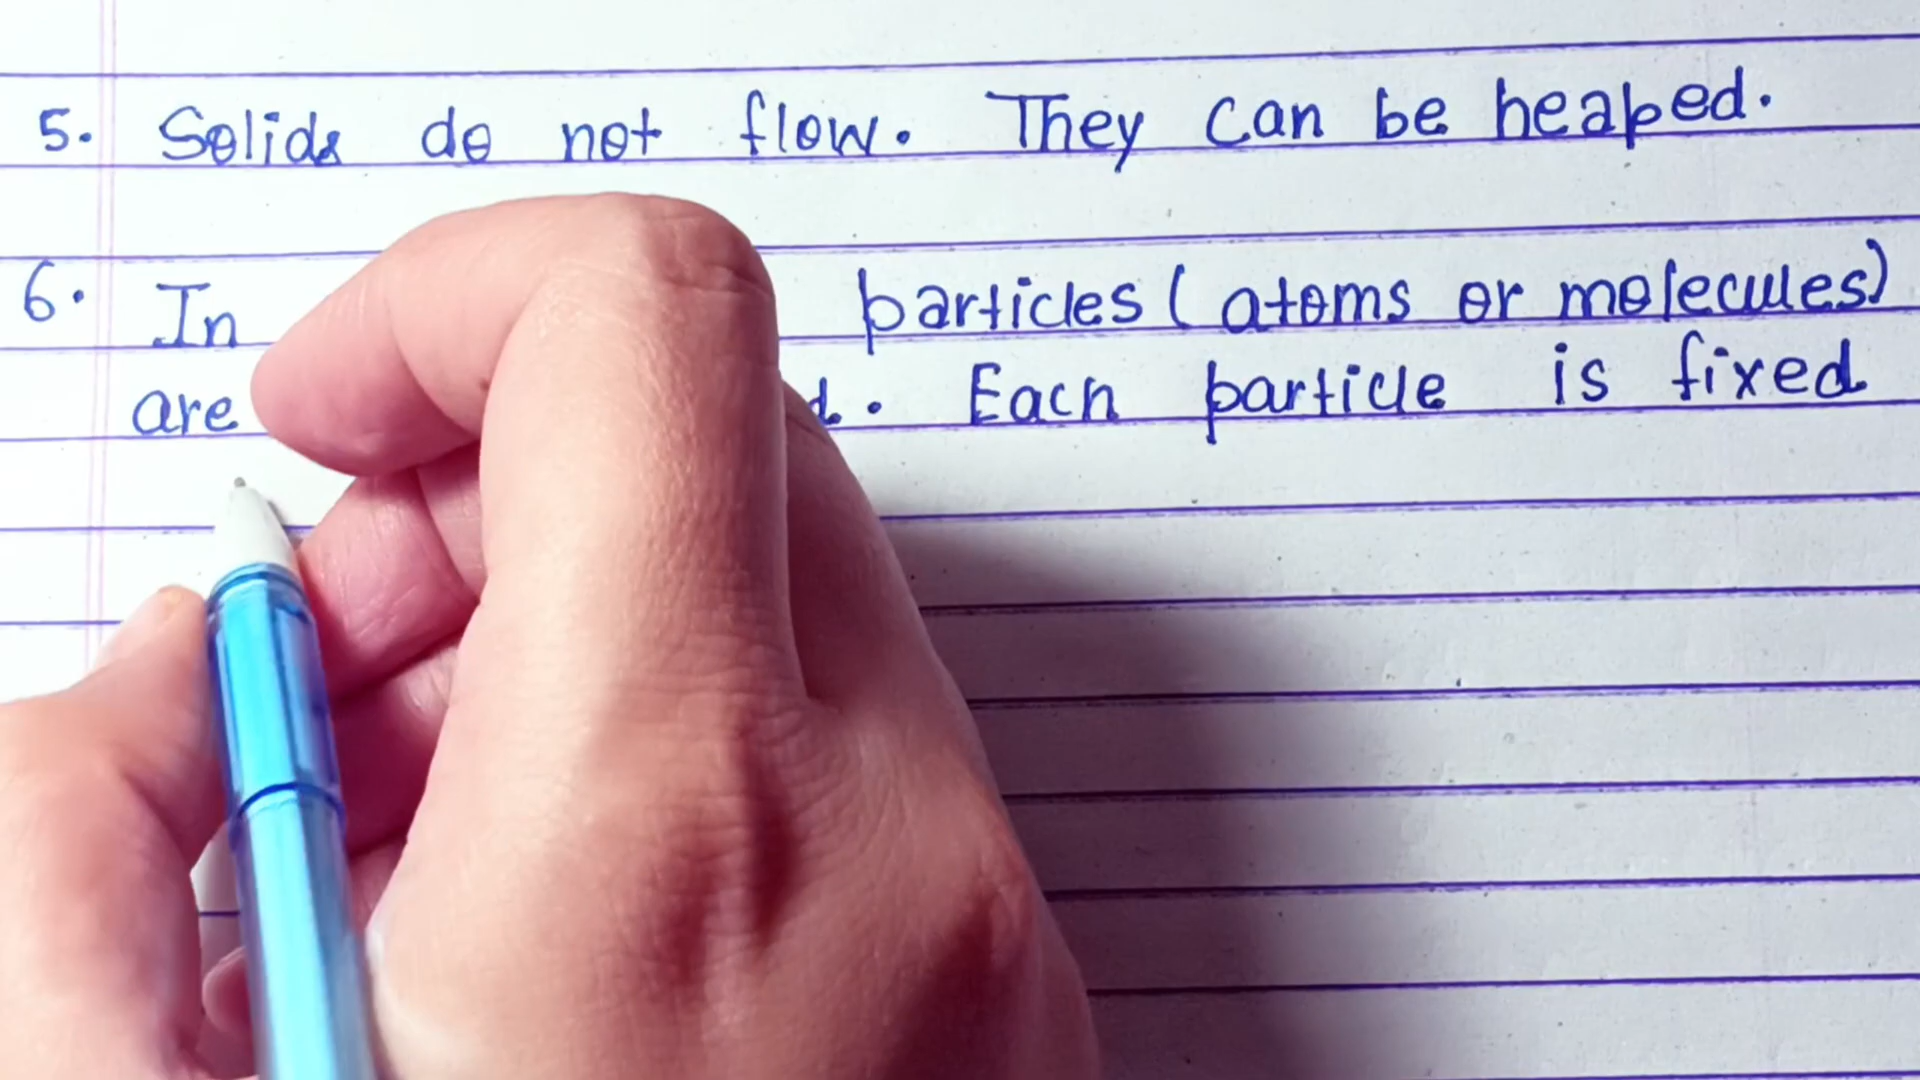 5. Solids do not flow. They can be heaped.
6. In particles (atoms or molecules)
are . Each particle is fixed